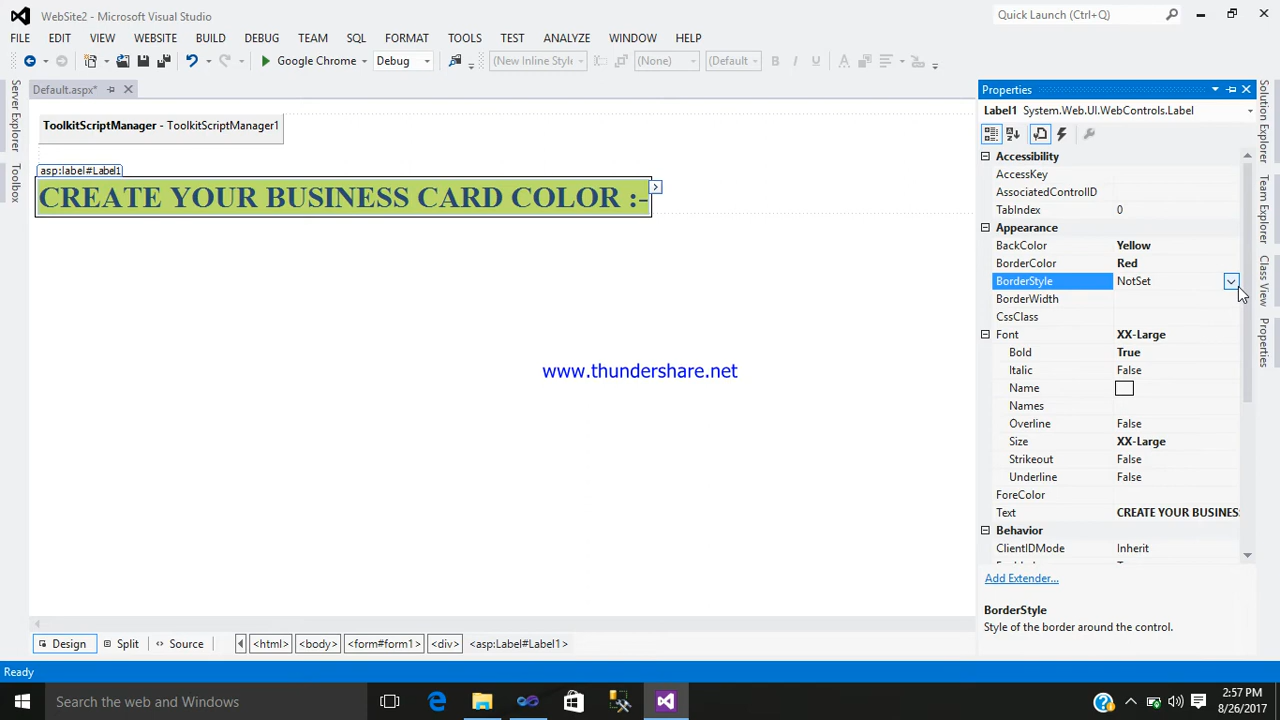 WebSite2 - Microsoft Visual Studio
Quick Launch (Ctrl+Q)
FILE EDIT VIEW WEBSITE BUILD DEBUG TEAM SQL FORMAT TOOLS TEST ANALYZE WINDOW HELP
Google Chrome Debug (New Inline Style (None) (Default B I
Default.aspx*
Server Explorer
Toolbox
ToolkitScriptManager - ToolkitScriptManager1
asp:label#Label1
CREATE YOUR BUSINESS CARD COLOR :-
www.thundershare.net
Properties
Label1 System.Web.UI.WebControls.Label
Accessibility
AccessKey
AssociatedControlID
TabIndex 0
Appearance
BackColor Yellow
BorderColor Red
BorderStyle NotSet
BorderWidth
CssClass
Font XX-Large
Bold True
Italic False
Name
Names
Overline False
Size XX-Large
Strikeout False
Underline False
ForeColor
Text CREATE YOUR BUSINES
Behavior
ClientIDMode Inherit
Add Extender...
BorderStyle
Style of the border around the control.
Solution Explorer
Team Explorer
Class View
Properties
Design Split Source <html> <body> <form#form1> <div> <asp:Label#Label1>
Ready
Search the web and Windows
2:57 PM
8/26/2017